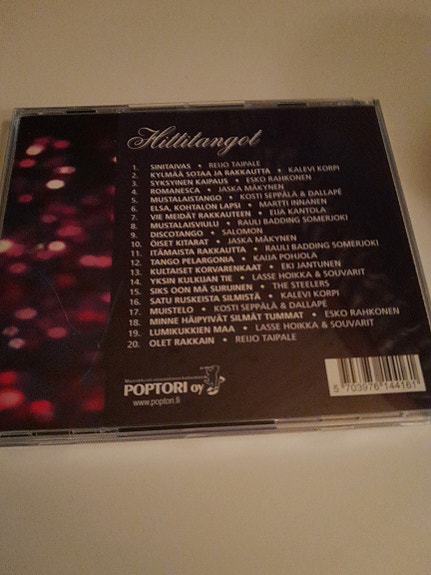 Hittitangot
1. SINITAIVAS • REIJO TAIPALE
2. KYLMÄÄ SOTAA JA RAKKAUTTA • KALEVI KORPI
3. SYKSYINEN KAIPAUS • ESKO RAHKONEN
4. ROMANESCA • JASKA MÄKYNEN
5. MUSTALAISTANGO • KOSTI SEPPÄLÄ & DALLAPÉ
6. ELSA, KOHTALON LAPSI • MARTTI INNANEN
7. VIE MEIDÄT RAKKAUTEEN • EIJA KANTOLA
8. MUSTALAISVIULU • RAULI BADDING SOMERJOKI
9. DISCOTANGO • SALOMON
10. ÖISET KITARAT • JASKA MÄKYNEN
11. ITÄMAISTA RAKKAUTTA • RAULI BADDING SOMERJOKI
12. TANGO PELARGONIA • KAIJA POHJOLA
13. KULTAISET KORVARENKAAT • EKI JANTUNEN
14. YKSIN KULKIJAN TIE • LASSE HOIKKA & SOUVARIT
15. SIKS OON MÄ SURUINEN • THE STEELERS
16. SATU RUSKEISTA SILMISTÄ • KALEVI KORPI
17. MUISTELO • KOSTI SEPPÄLÄ & DALLAPÉ
18. MINNE HÄIPYIVÄT SILMÄT TUMMAT • ESKO RAHKONEN
19. LUMIKUKKIEN MAA • LASSE HOIKKA & SOUVARIT
20. OLET RAKKAIN • REIJO TAIPALE
POPTORI oy
www.poptori.fi
5 703976 144161